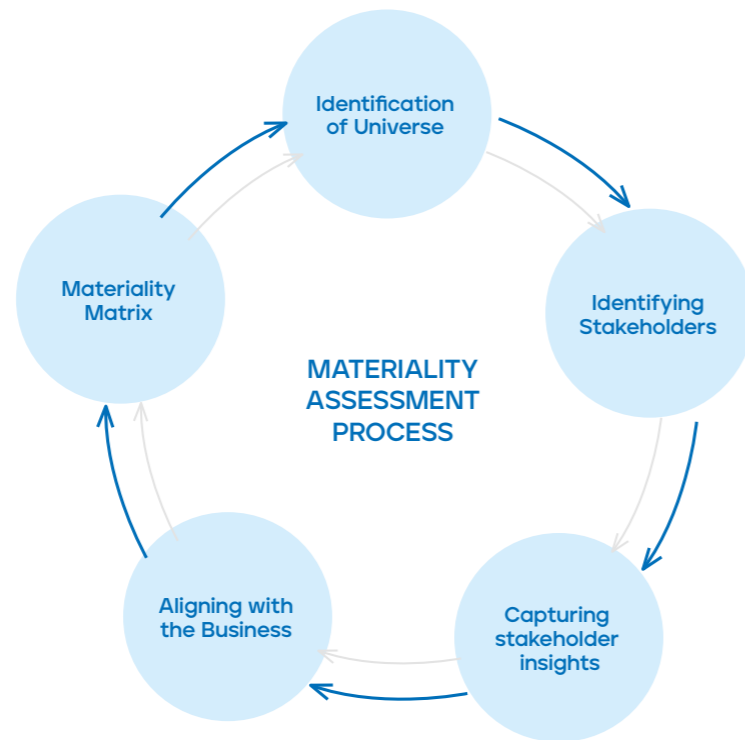 Identification
of Universe
Identifying
Stakeholders
Capturing
stakeholder
insights
Aligning with
the Business
Materiality
Matrix
MATERIALITY
ASSESSMENT
PROCESS